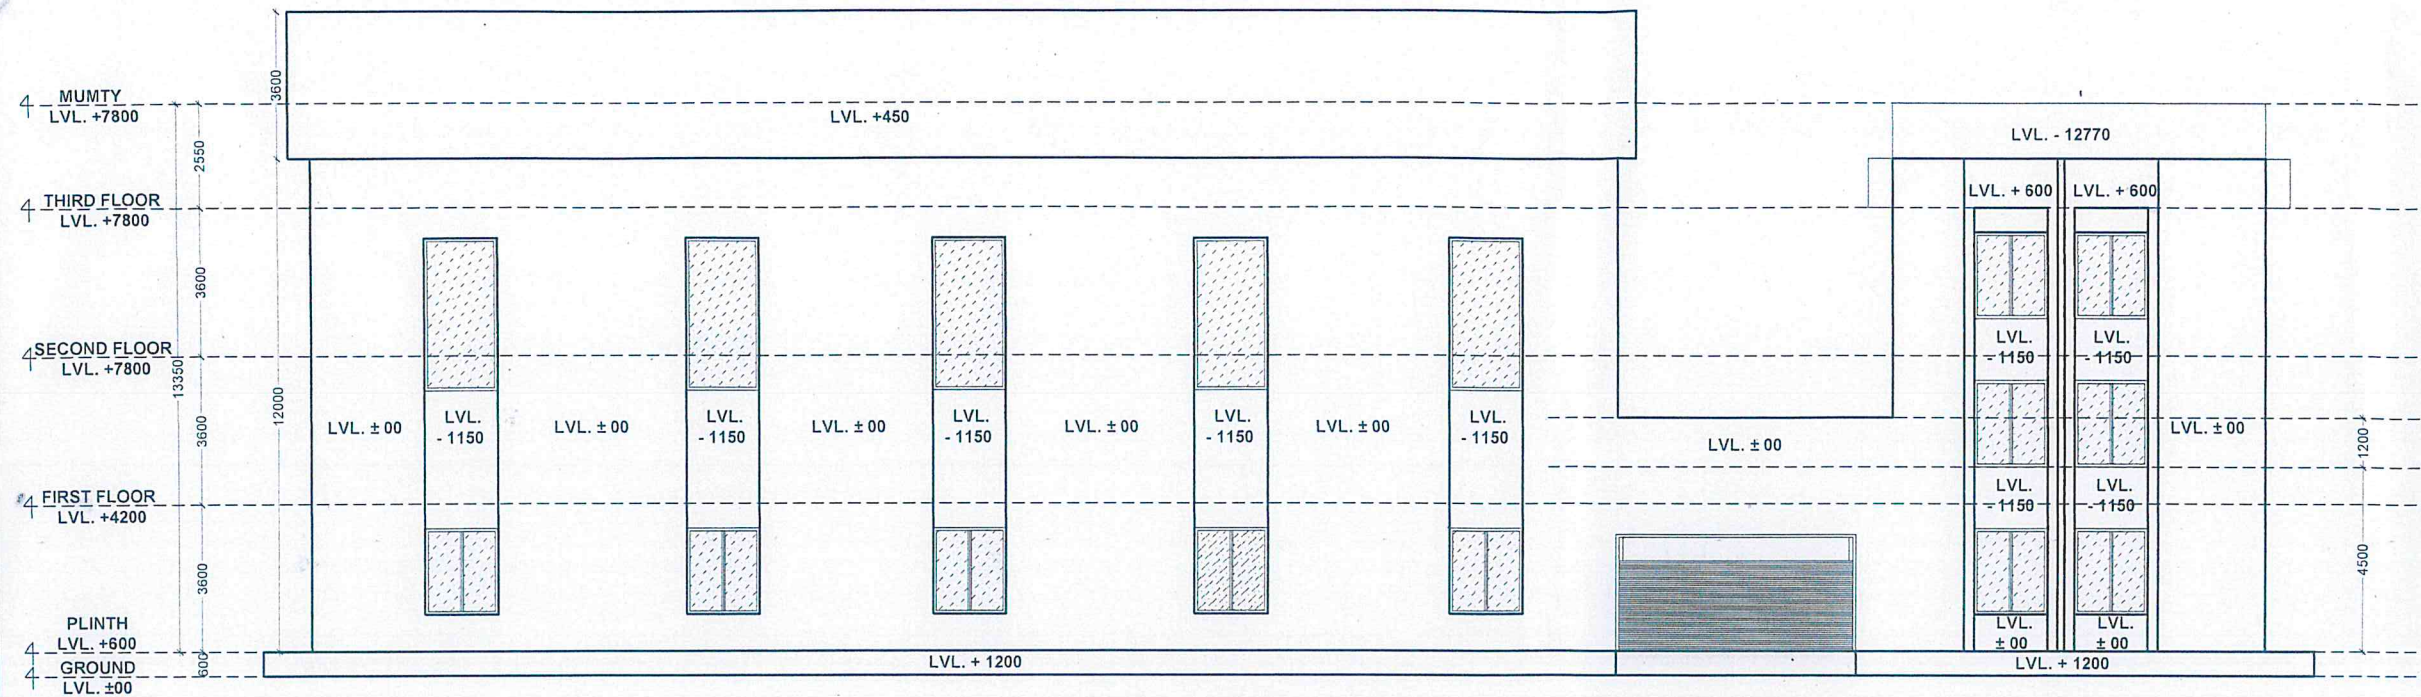 3600
MUMTY
LVL. +7800
LVL. +450
LVL. - 12770
2550
THIRD FLOOR
LVL. +7800
LVL. + 600 LVL. + 600
3600
SECOND FLOOR
LVL. +7800
13350
LVL. - 1150
LVL. - 1150
12000
3600
LVL. ± 00
LVL. - 1150
LVL. ± 00
LVL. - 1150
LVL. ± 00
LVL. - 1150
LVL. ± 00
LVL. - 1150
LVL. ± 00
LVL. - 1150
LVL. ± 00
LVL. ± 00
1200
FIRST FLOOR
LVL. +4200
LVL. - 1150
LVL. - 1150
3600
4500
PLINTH
LVL. +600
LVL. ± 00
LVL. ± 00
GROUND
LVL. ±00
600
LVL. + 1200
LVL. + 1200